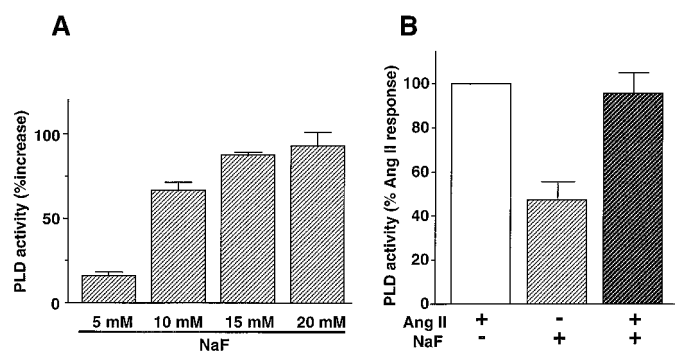 A
PLD activity (%increase)
100
50
0
5 mM 10 mM 15 mM 20 mM
NaF
B
PLD activity (% Ang II response)
100
80
60
40
20
0
Ang II + - +
NaF - + +